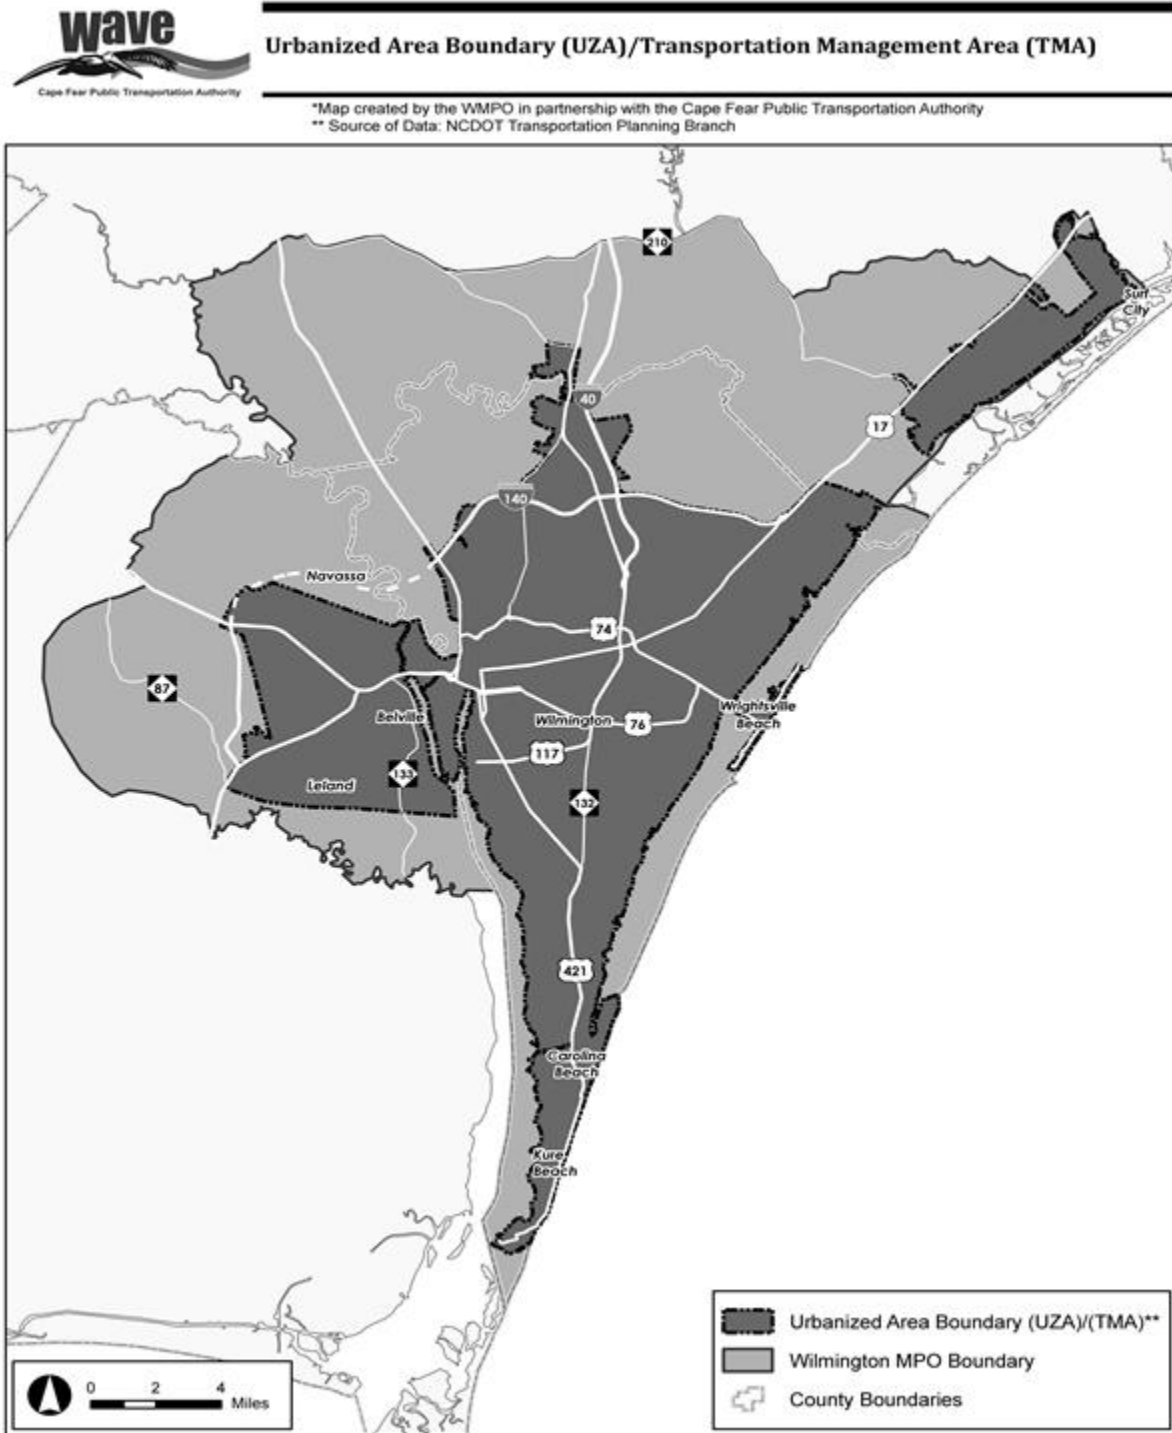 wave
Cape Fear Public Transportation Authority
Urbanized Area Boundary (UZA)/Transportation Management Area (TMA)
*Map created by the WMPO in partnership with the Cape Fear Public Transportation Authority
** Source of Data: NCDOT Transportation Planning Branch
210
Surf
City
40
17
140
Navassa
74
87
Wrightsville
Beach
Belville
Wilmington
76
117
133
Leland
132
421
Carolina
Beach
Kure
Beach
Urbanized Area Boundary (UZA)/(TMA)**
Wilmington MPO Boundary
County Boundaries
0 2 4
Miles